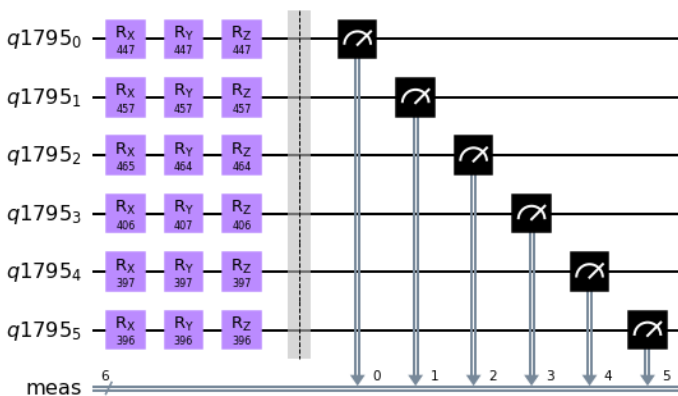 q1795₀ R_X 447 R_Y 447 R_Z 447
q1795₁ R_X 457 R_Y 457 R_Z 457
q1795₂ R_X 465 R_Y 464 R_Z 464
q1795₃ R_X 406 R_Y 407 R_Z 406
q1795₄ R_X 397 R_Y 397 R_Z 397
q1795₅ R_X 396 R_Y 396 R_Z 396
meas 6 0 1 2 3 4 5